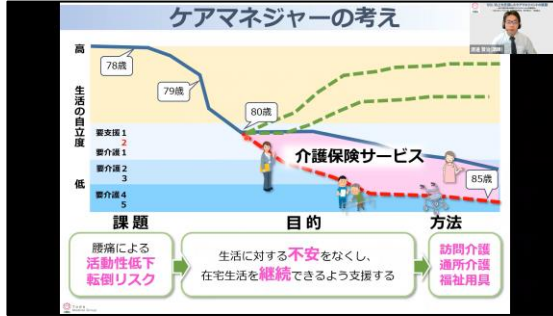 ケアマネジャーの考え
高
78歳
79歳
80歳
生活の自立度
要支援1
2
要介護1
介護保険サービス
要介護2
3
85歳
低
要介護4
5
課題
目的
方法
腰痛による
活動性低下
転倒リスク
生活に対する不安をなくし、
在宅生活を継続できるよう支援する
訪問介護
通所介護
福祉用具